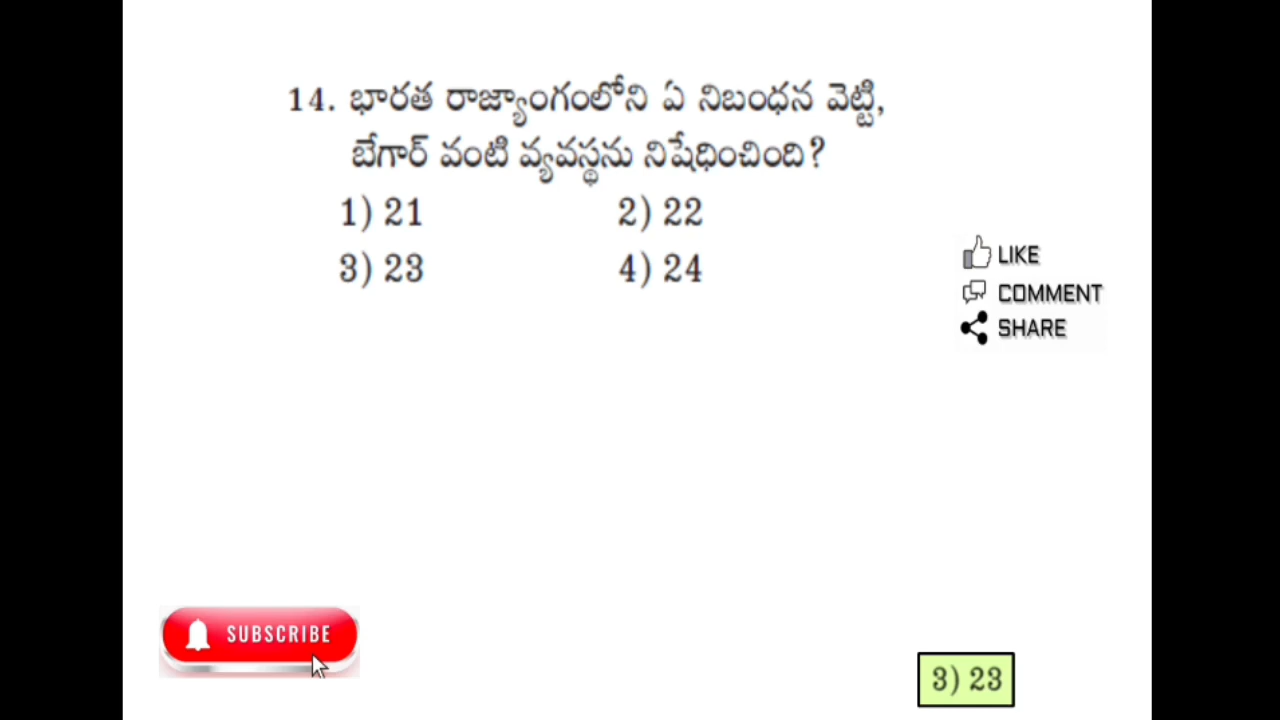 14. భారత రాజ్యాంగంలోని ఏ నిబంధన వెట్టి,
బేగార్ వంటి వ్యవస్థను నిషేధించింది?
1) 21 2) 22
3) 23 4) 24
LIKE
COMMENT
SHARE
SUBSCRIBE
3) 23